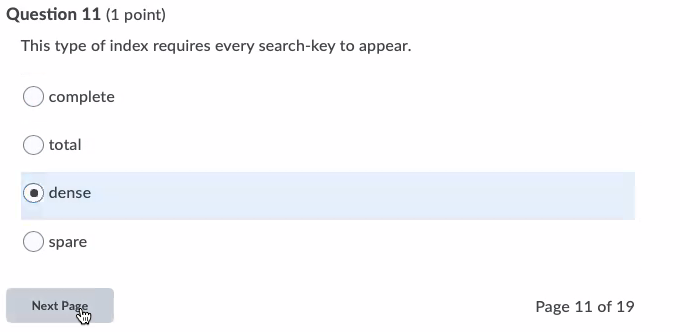 Question 11 (1 point)
This type of index requires every search-key to appear.
complete
total
dense
spare
Next Page
Page 11 of 19